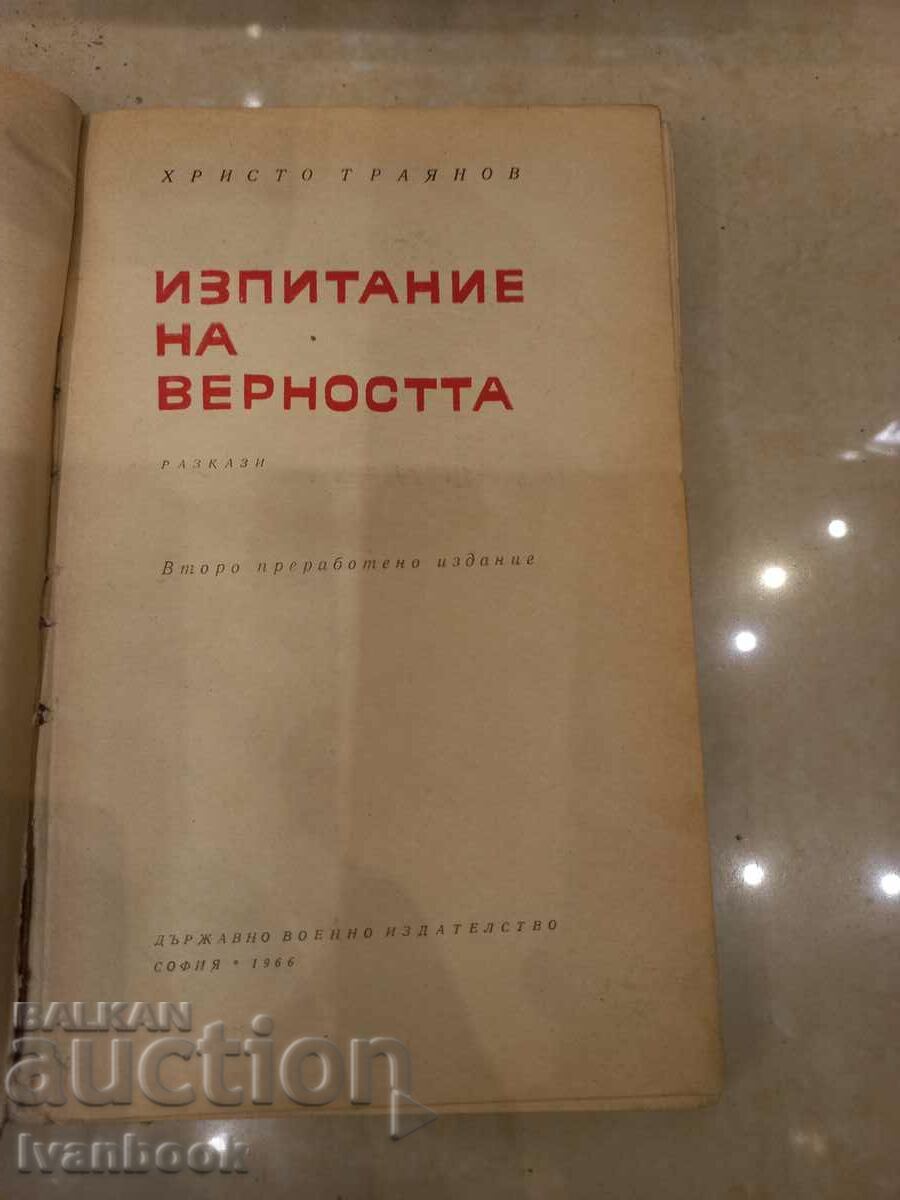 ХРИСТО ТРАЯНОВ
ИЗПИТАНИЕ
НА
ВЕРНОСТТА
РАЗКАЗИ
Второ преработено издание
ДЪРЖАВНО ВОЕННО ИЗДАТЕЛСТВО
СОФИЯ * 1966
BALKAN
auction
Ivanbook